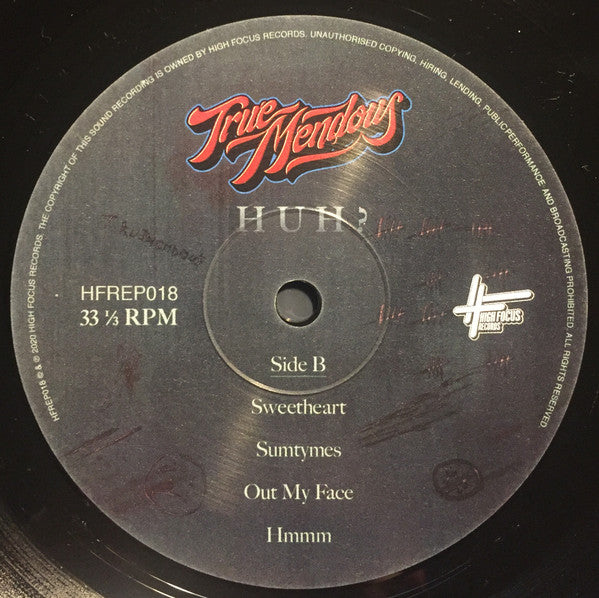 HFREP018 ℗ & © 2020 HIGH FOCUS RECORDS. THE COPYRIGHT OF THIS SOUND RECORDING IS OWNED BY HIGH FOCUS RECORDS. UNAUTHORISED COPYING, HIRING, LENDING, PUBLIC PERFORMANCE AND BROADCASTING PROHIBITED. ALL RIGHTS RESERVED.
True Mendous
HUH?
HFREP018
33 ⅓ RPM
HIGH FOCUS
RECORDS
Side B
Sweetheart
Sumtymes
Out My Face
Hmmm